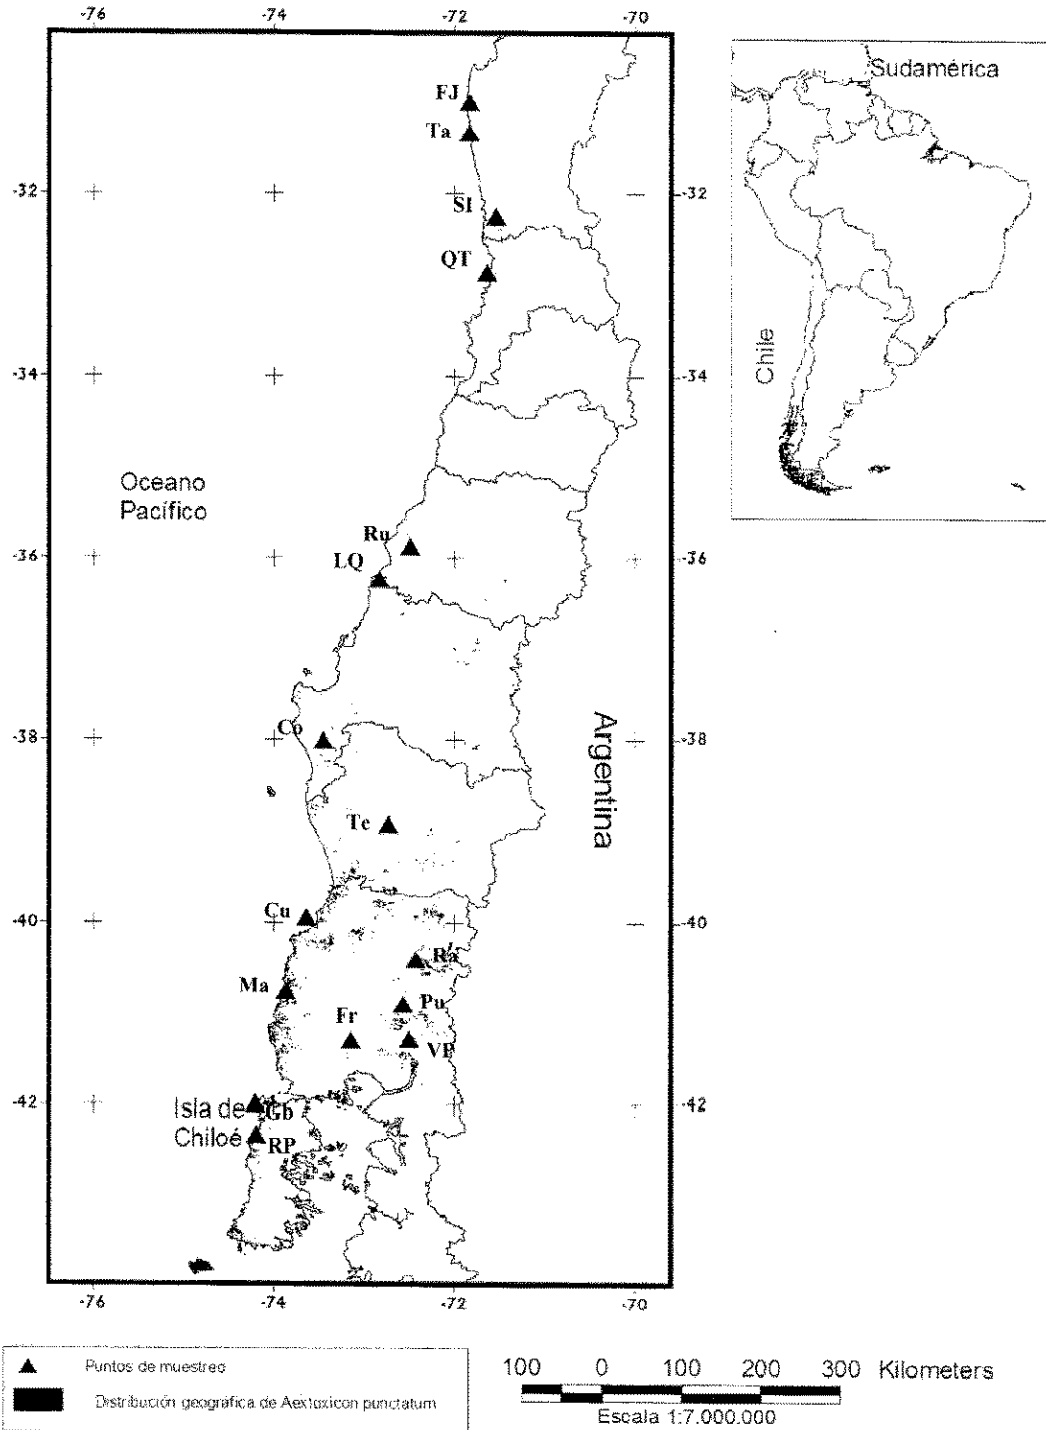 -76
-74
-72
-70
Sudamérica
FJ
Ta
-32
-32
SI
QT
Chile
-34
-34
Oceano
Pacífico
Ru
LQ
-36
-36
Co
-38
-38
Argentina
Te
Cu
-40
-40
Ra
Ma
Pu
Fr
VP
-42
-42
Isla de
Chiloé
Gb
RP
-76
-74
-72
-70
Puntos de muestreo
Distribución geográfica de Aextoxicon punctatum
100 0 100 200 300 Kilometers
Escala 1:7.000.000